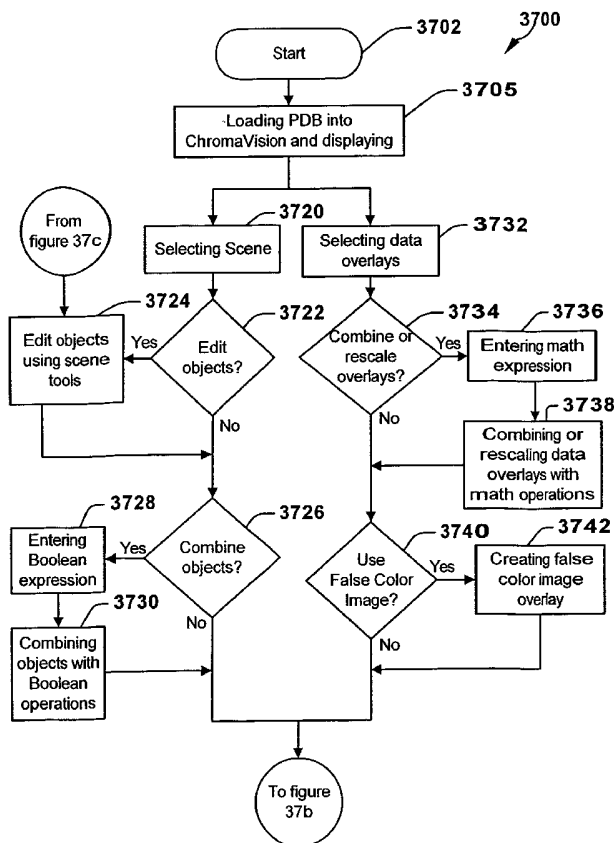 3702
3700
Start
3705
Loading PDB into
ChromaVision and displaying
From
figure 37c
3720
Selecting Scene
3732
Selecting data
overlays
3724
Edit objects
using scene
tools
Yes
3722
Edit
objects?
No
3734
Combine or
rescale
overlays?
Yes
No
3736
Entering math
expression
3738
Combining or
rescaling data
overlays with
math operations
3728
Entering
Boolean
expression
Yes
3726
Combine
objects?
No
3740
Use
False Color
Image?
Yes
No
3742
Creating false
color image
overlay
3730
Combining
objects with
Boolean
operations
To figure
37b